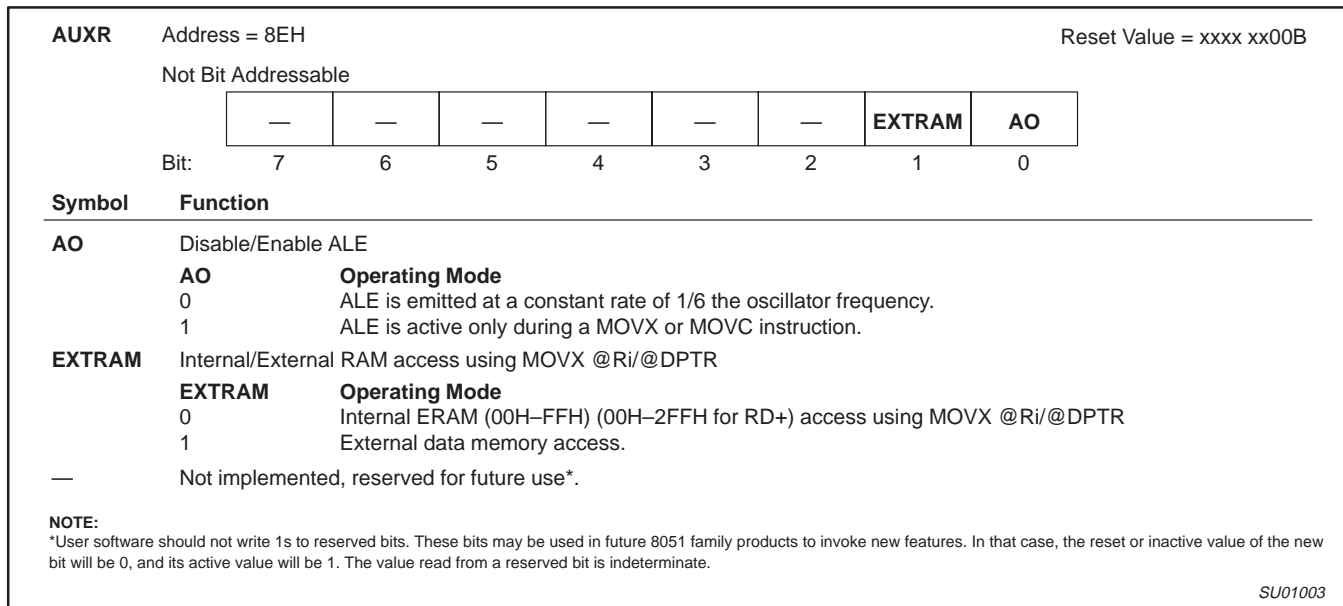 AUXR Address = 8EH Reset Value = xxxx xx00B
Not Bit Addressable
— — — — — — EXTRAM AO
Bit: 7 6 5 4 3 2 1 0
Symbol Function
AO Disable/Enable ALE
AO Operating Mode
0 ALE is emitted at a constant rate of 1/6 the oscillator frequency.
1 ALE is active only during a MOVX or MOVC instruction.
EXTRAM Internal/External RAM access using MOVX @Ri/@DPTR
EXTRAM Operating Mode
0 Internal ERAM (00H–FFH) (00H–2FFH for RD+) access using MOVX @Ri/@DPTR
1 External data memory access.
— Not implemented, reserved for future use*.
NOTE:
*User software should not write 1s to reserved bits. These bits may be used in future 8051 family products to invoke new features. In that case, the reset or inactive value of the new
bit will be 0, and its active value will be 1. The value read from a reserved bit is indeterminate.
SU01003